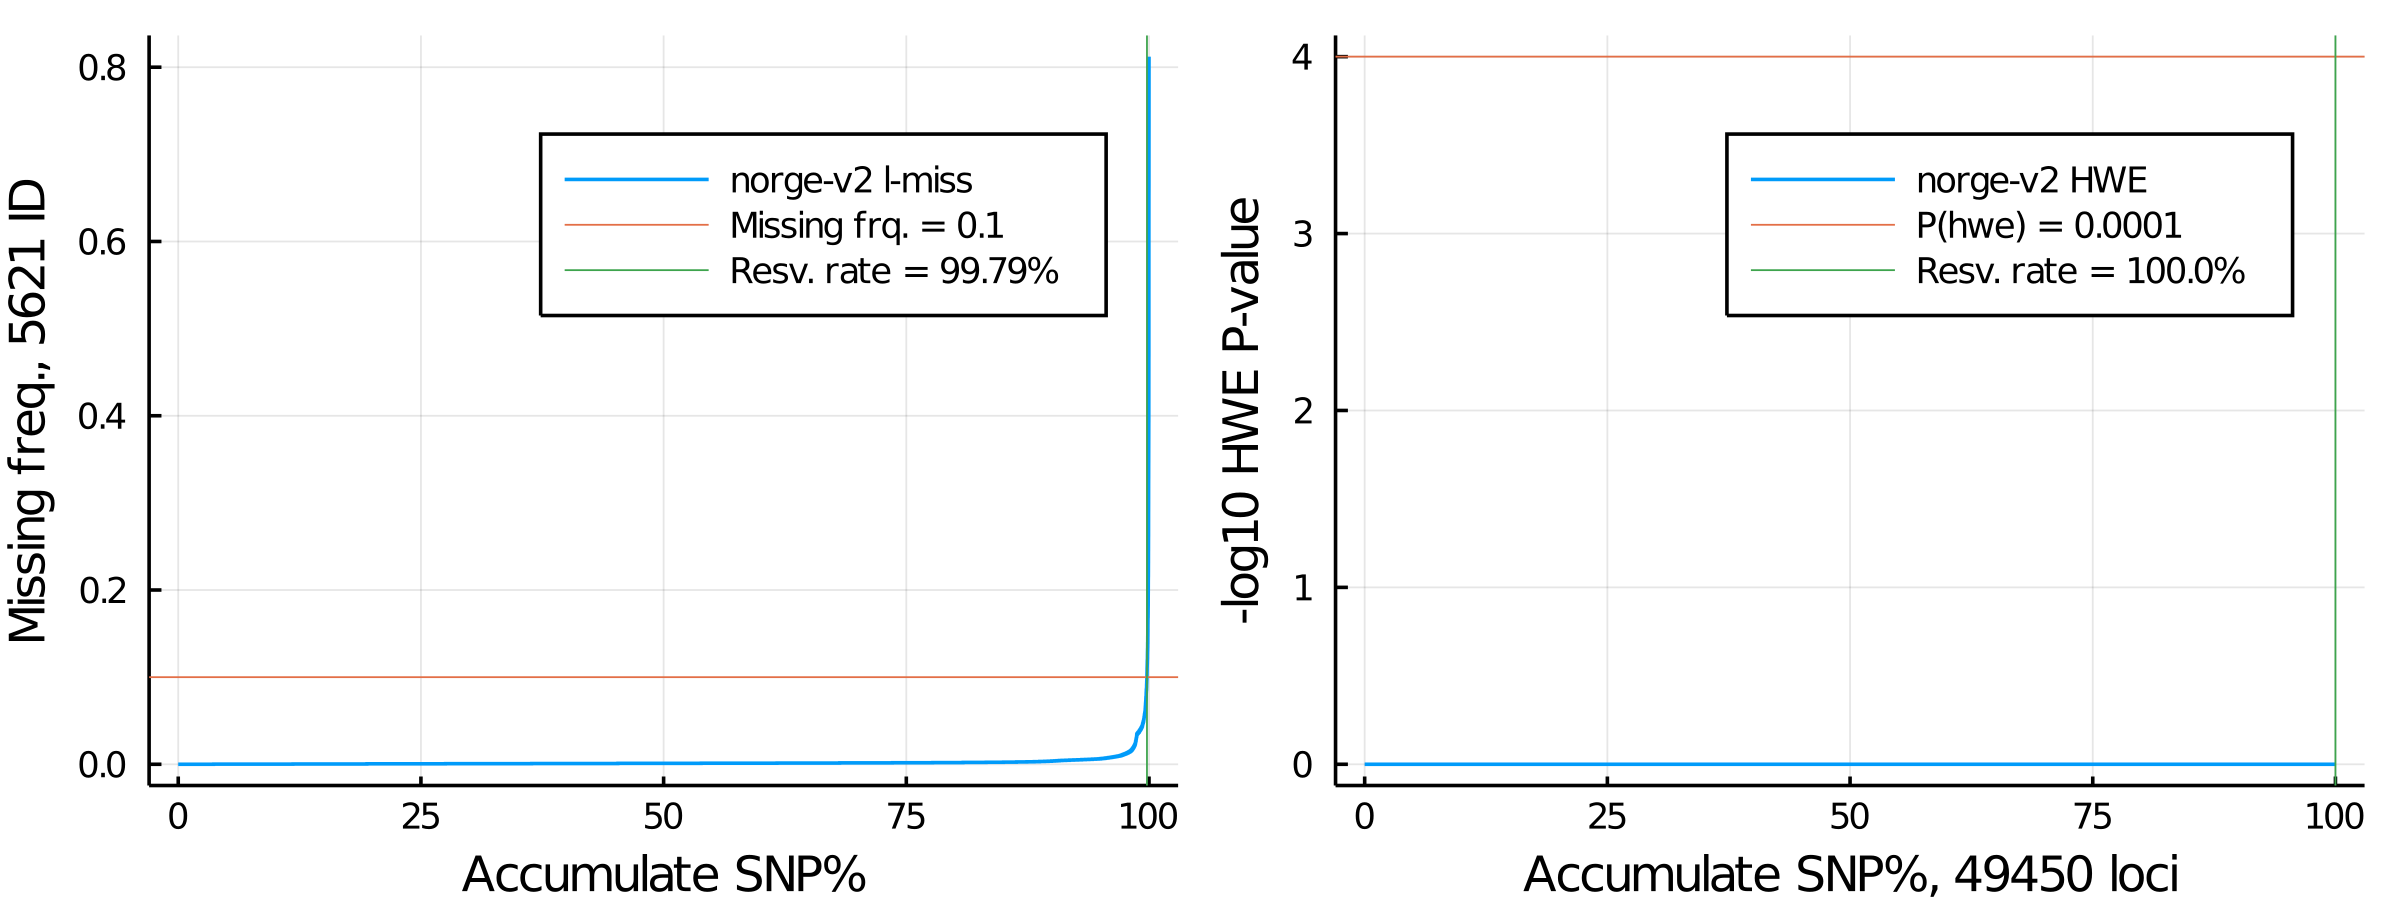 Missing freq., 5621 ID
0.8
0.6
0.4
0.2
0.0
norge-v2 l-miss
Missing frq. = 0.1
Resv. rate = 99.79%
0 25 50 75 100
Accumulate SNP%
-log10 HWE P-value
4
3
2
1
0
norge-v2 HWE
P(hwe) = 0.0001
Resv. rate = 100.0%
0 25 50 75 100
Accumulate SNP%, 49450 loci